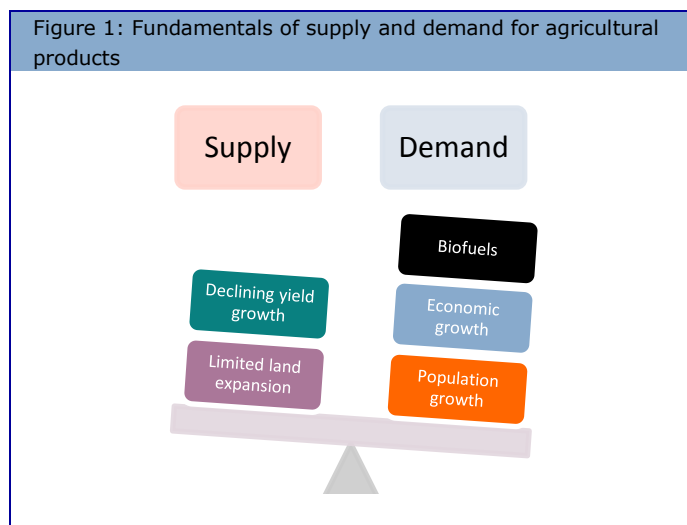 Figure 1: Fundamentals of supply and demand for agricultural
products
Supply
Demand
Biofuels
Declining yield
growth
Economic
growth
Limited land
expansion
Population
growth